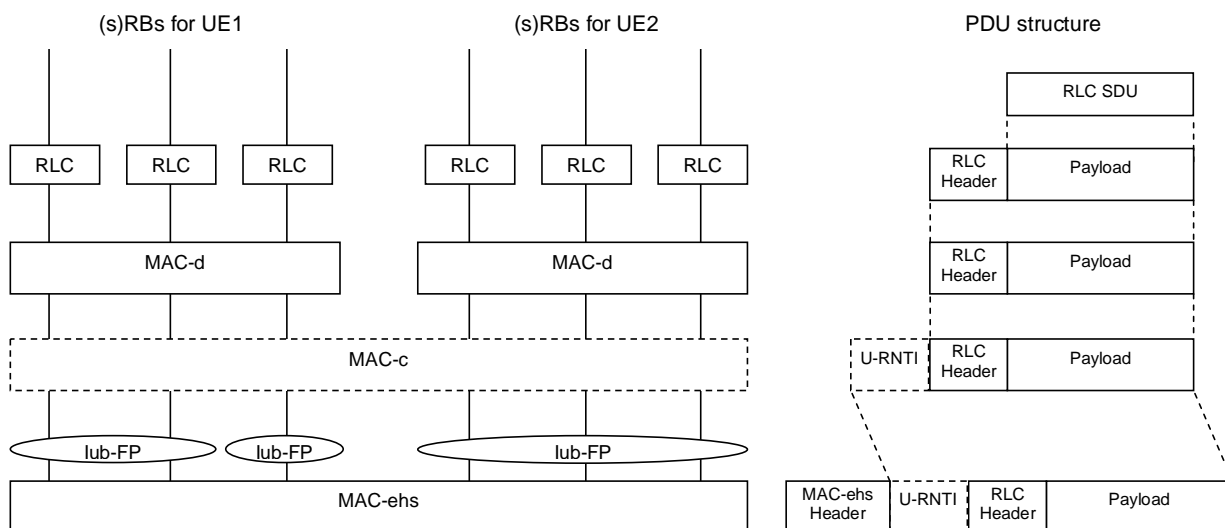 (s)RBs for UE1
(s)RBs for UE2
PDU structure
RLC SDU
RLC
RLC
RLC
RLC
RLC
RLC
RLC
Header
Payload
MAC-d
MAC-d
RLC
Header
Payload
MAC-c
U-RNTI
RLC
Header
Payload
Iub-FP
Iub-FP
Iub-FP
MAC-ehs
MAC-ehs
Header
U-RNTI
RLC
Header
Payload